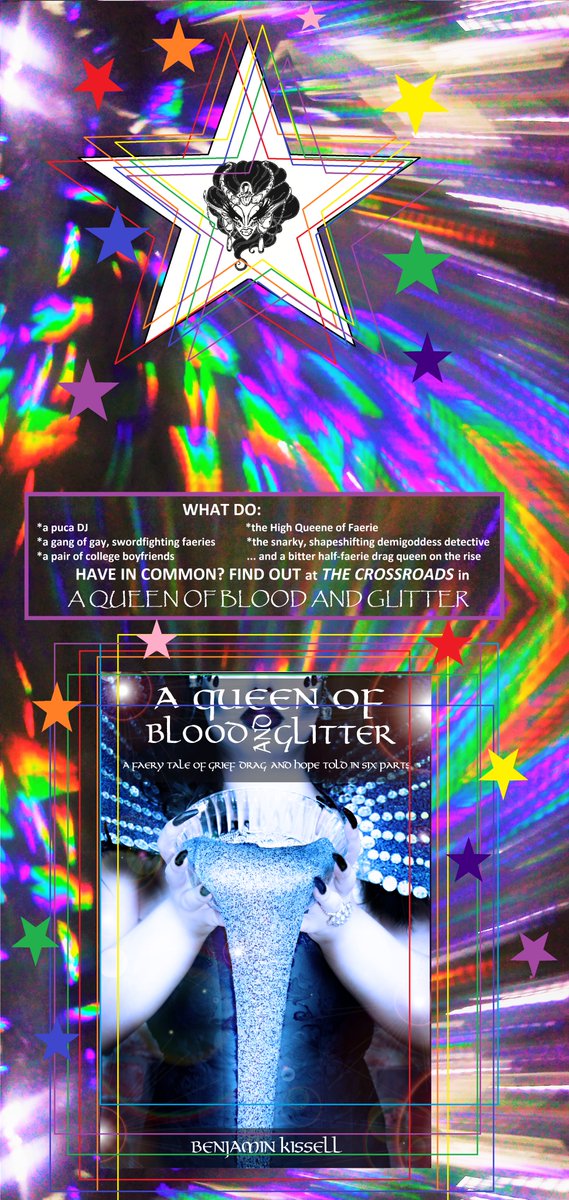 WHAT DO:
*a puca DJ
*the High Queene of Faerie
*a gang of gay, swordfighting faeries
*the snarky, shapeshifting demigoddess detective
*a pair of college boyfriends
... and a bitter half-faerie drag queen on the rise
HAVE IN COMMON? FIND OUT at THE CROSSROADS in
A QUEEN OF BLOOD AND GLITTER
A QUEEN OF
BLOOD AND GLITTER
A FAERY TALE OF GRIEF, DRAG, AND HOPE TOLD IN SIX PARTS.
BENJAMIN KISSELL